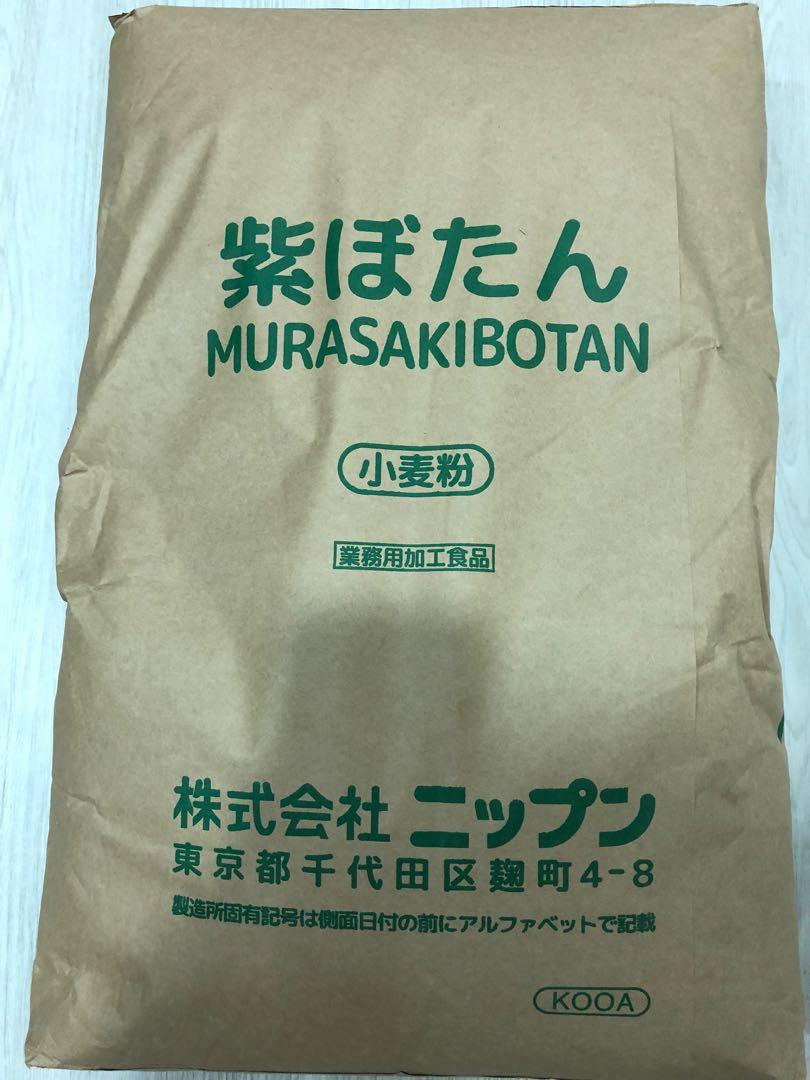 紫ぼたん
MURASAKIBOTAN
小麦粉
業務用加工食品
株式会社 ニップン
東京都千代田区麹町4-8
製造所固有記号は側面日付の前にアルファベットで記載
KOOA